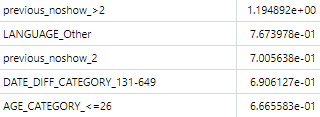 previous_noshow_>2 1.194892e+00
LANGUAGE_Other 7.673978e-01
previous_noshow_2 7.005638e-01
DATE_DIFF_CATEGORY_131-649 6.906127e-01
AGE_CATEGORY_<=26 6.665583e-01